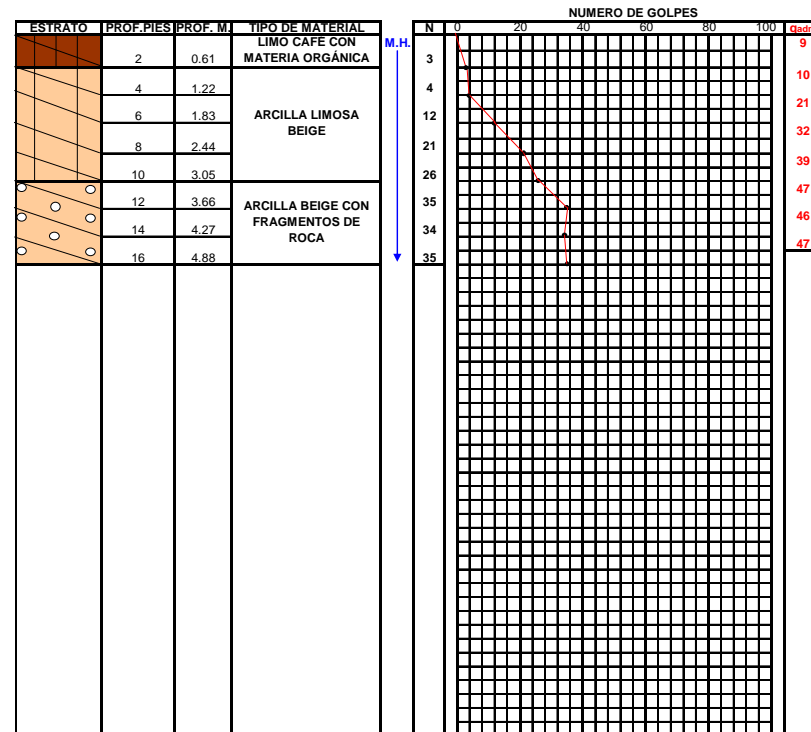 NUMERO DE GOLPES
ESTRATO PROF.PIES PROF. M. TIPO DE MATERIAL N 0 20 40 60 80 100
LIMO CAFÉ CON
MATERIA ORGÁNICA
M.H.
2 0.61 3 9
4 1.22 4 10
ARCILLA LIMOSA
BEIGE
6 1.83 12 21
8 2.44 21 32
10 3.05 26 39
ARCILLA BEIGE CON
FRAGMENTOS DE
ROCA
12 3.66 35 47
14 4.27 34 46
16 4.88 35 47